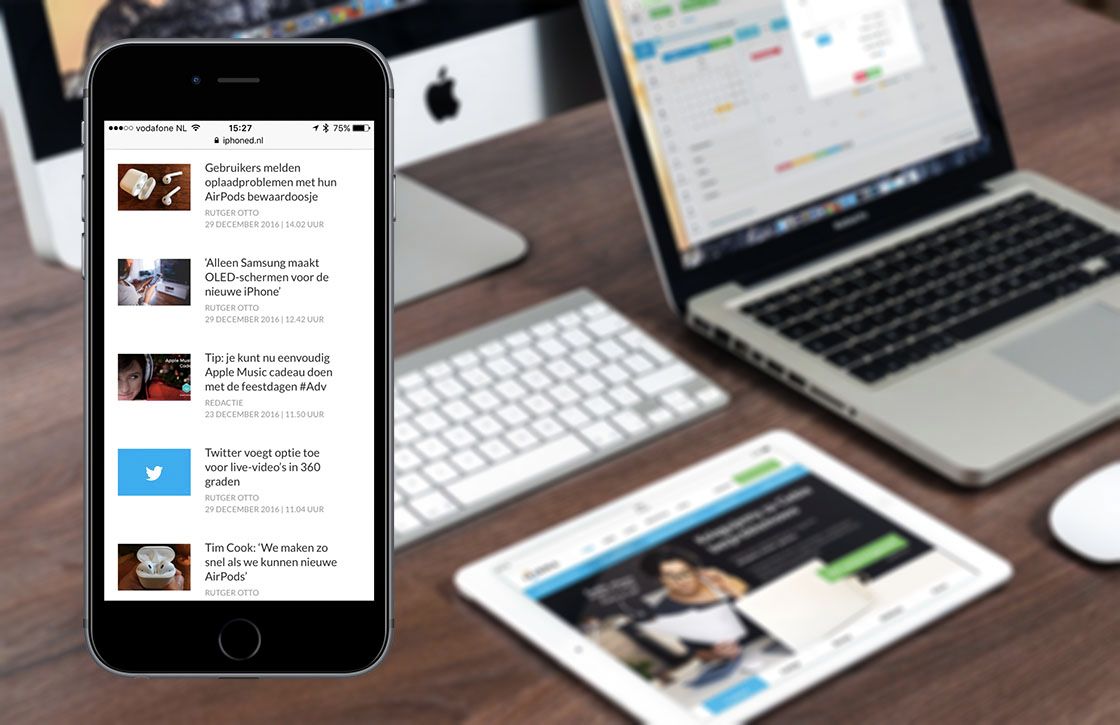 ●●●○○ vodafone NL 15:27 75%
iphoned.nl
Gebruikers melden
oplaadproblemen met hun
AirPods bewaardoosje
RUTGER OTTO
29 DECEMBER 2016 | 14.02 UUR
‘Alleen Samsung maakt
OLED-schermen voor de
nieuwe iPhone’
RUTGER OTTO
29 DECEMBER 2016 | 12.42 UUR
Apple Music
Tip: je kunt nu eenvoudig
Apple Music cadeau doen
met de feestdagen #Adv
REDACTIE
23 DECEMBER 2016 | 11.50 UUR
Twitter voegt optie toe
voor live-video’s in 360
graden
RUTGER OTTO
29 DECEMBER 2016 | 11.04 UUR
Tim Cook: ‘We maken zo
snel als we kunnen nieuwe
AirPods’
RUTGER OTTO